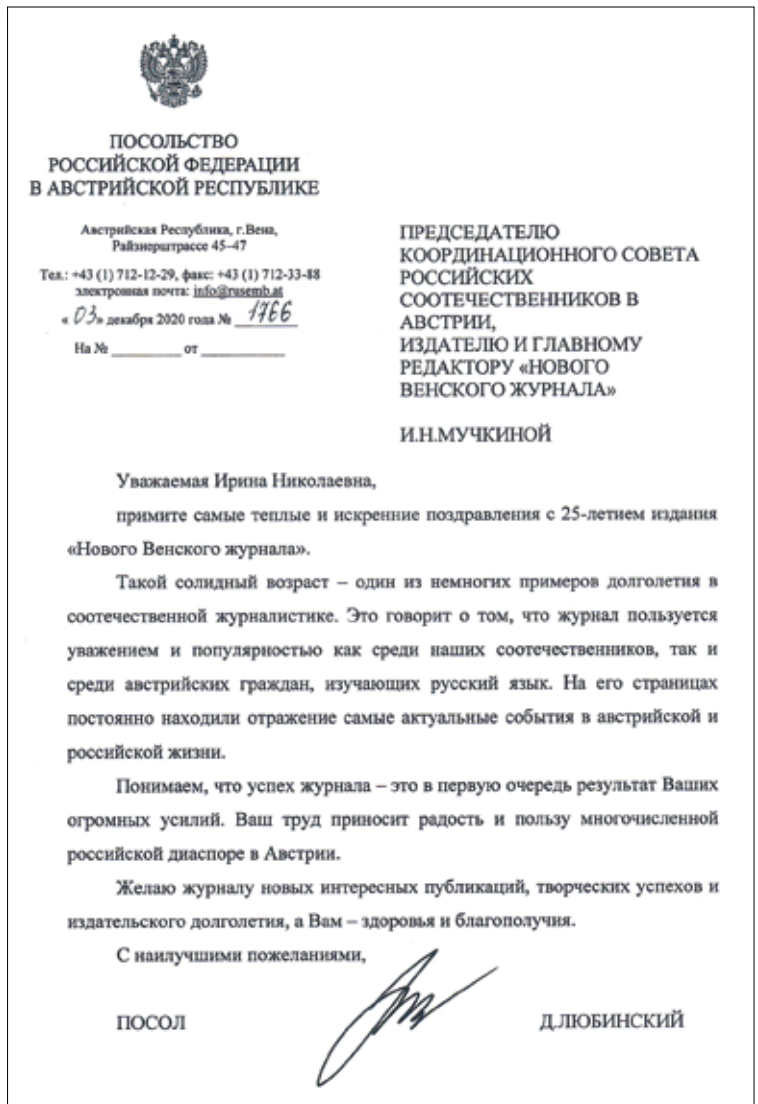 ПОСОЛЬСТВО
РОССИЙСКОЙ ФЕДЕРАЦИИ
В АВСТРИЙСКОЙ РЕСПУБЛИКЕ
Австрийская Республика, г.Вена,
Райзнерштрассе 45–47
Тел.: +43 (1) 712-12-29, факс: +43 (1) 712-33-88
электронная почта: info@rusemb.at
« 03» декабря 2020 года № 1766
На № __________ от ____________
ПРЕДСЕДАТЕЛЮ
КООРДИНАЦИОННОГО СОВЕТА
РОССИЙСКИХ
СООТЕЧЕСТВЕННИКОВ В
АВСТРИИ,
ИЗДАТЕЛЮ И ГЛАВНОМУ
РЕДАКТОРУ «НОВОГО
ВЕНСКОГО ЖУРНАЛА»
И.Н.МУЧКИНОЙ
Уважаемая Ирина Николаевна,
примите самые теплые и искренние поздравления с 25-летием издания
«Нового Венского журнала».
Такой солидный возраст – один из немногих примеров долголетия в
соотечественной журналистике. Это говорит о том, что журнал пользуется
уважением и популярностью как среди наших соотечественников, так и
среди австрийских граждан, изучающих русский язык. На его страницах
постоянно находили отражение самые актуальные события в австрийской и
российской жизни.
Понимаем, что успех журнала – это в первую очередь результат Ваших
огромных усилий. Ваш труд приносит радость и пользу многочисленной
российской диаспоре в Австрии.
Желаю журналу новых интересных публикаций, творческих успехов и
издательского долголетия, а Вам – здоровья и благополучия.
С наилучшими пожеланиями,
ПОСОЛ Д.ЛЮБИНСКИЙ